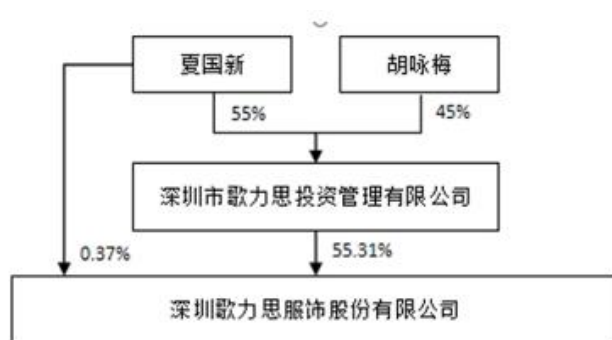 夏国新
胡咏梅
55%
45%
深圳市歌力思投资管理有限公司
0.37%
55.31%
深圳歌力思服饰股份有限公司